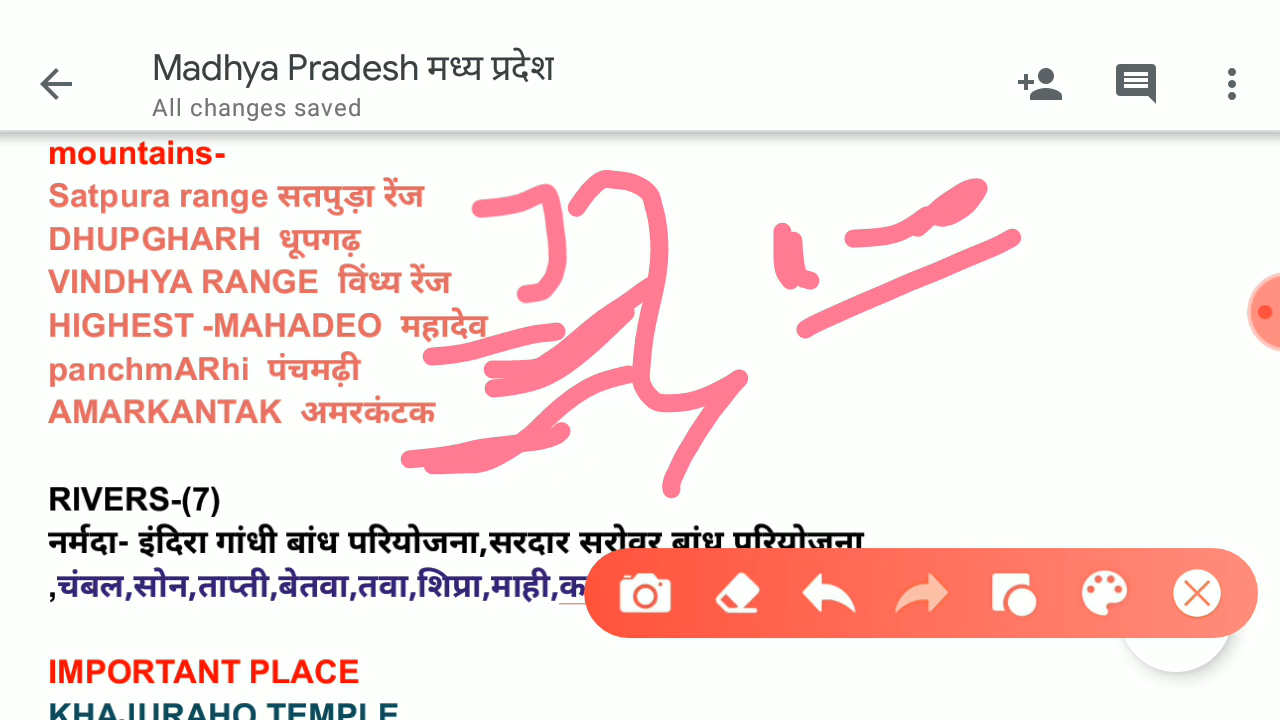 Madhya Pradesh मध्य प्रदेश
All changes saved
mountains-
Satpura range सतपुड़ा रेंज
DHUPGHARH धूपगढ़
VINDHYA RANGE विंध्य रेंज
HIGHEST -MAHADEO महादेव
panchmARhi पंचमढ़ी
AMARKANTAK अमरकंटक
RIVERS-(7)
नर्मदा- इंदिरा गांधी बांध परियोजना,सरदार सरोवर बांध परियोजना
,चंबल,सोन,ताप्ती,बेतवा,तवा,शिप्रा,माही,
IMPORTANT PLACE
KHAJURAHO TEMPLE